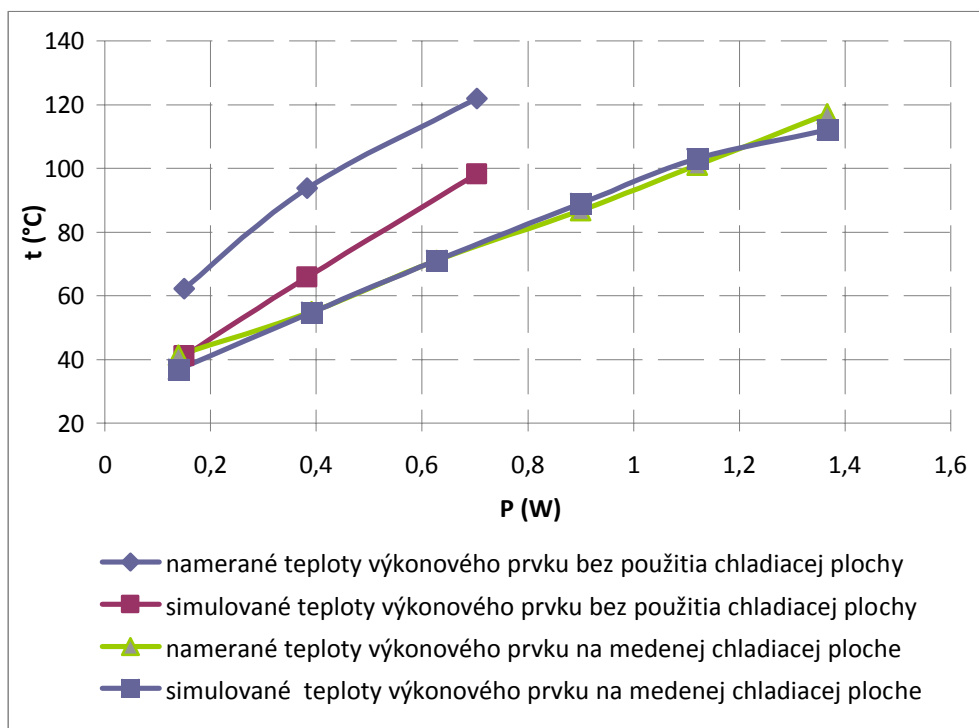 140
120
100
80
60
40
20
t (°C)
0
0,2
0,4
0,6
0,8
1
1,2
1,4
1,6
P (W)
namerané teploty výkonového prvku bez použitia chladiacej plochy
simulované teploty výkonového prvku bez použitia chladiacej plochy
namerané teploty výkonového prvku na medenej chladiacej ploche
simulované  teploty výkonového prvku na medenej chladiacej ploche